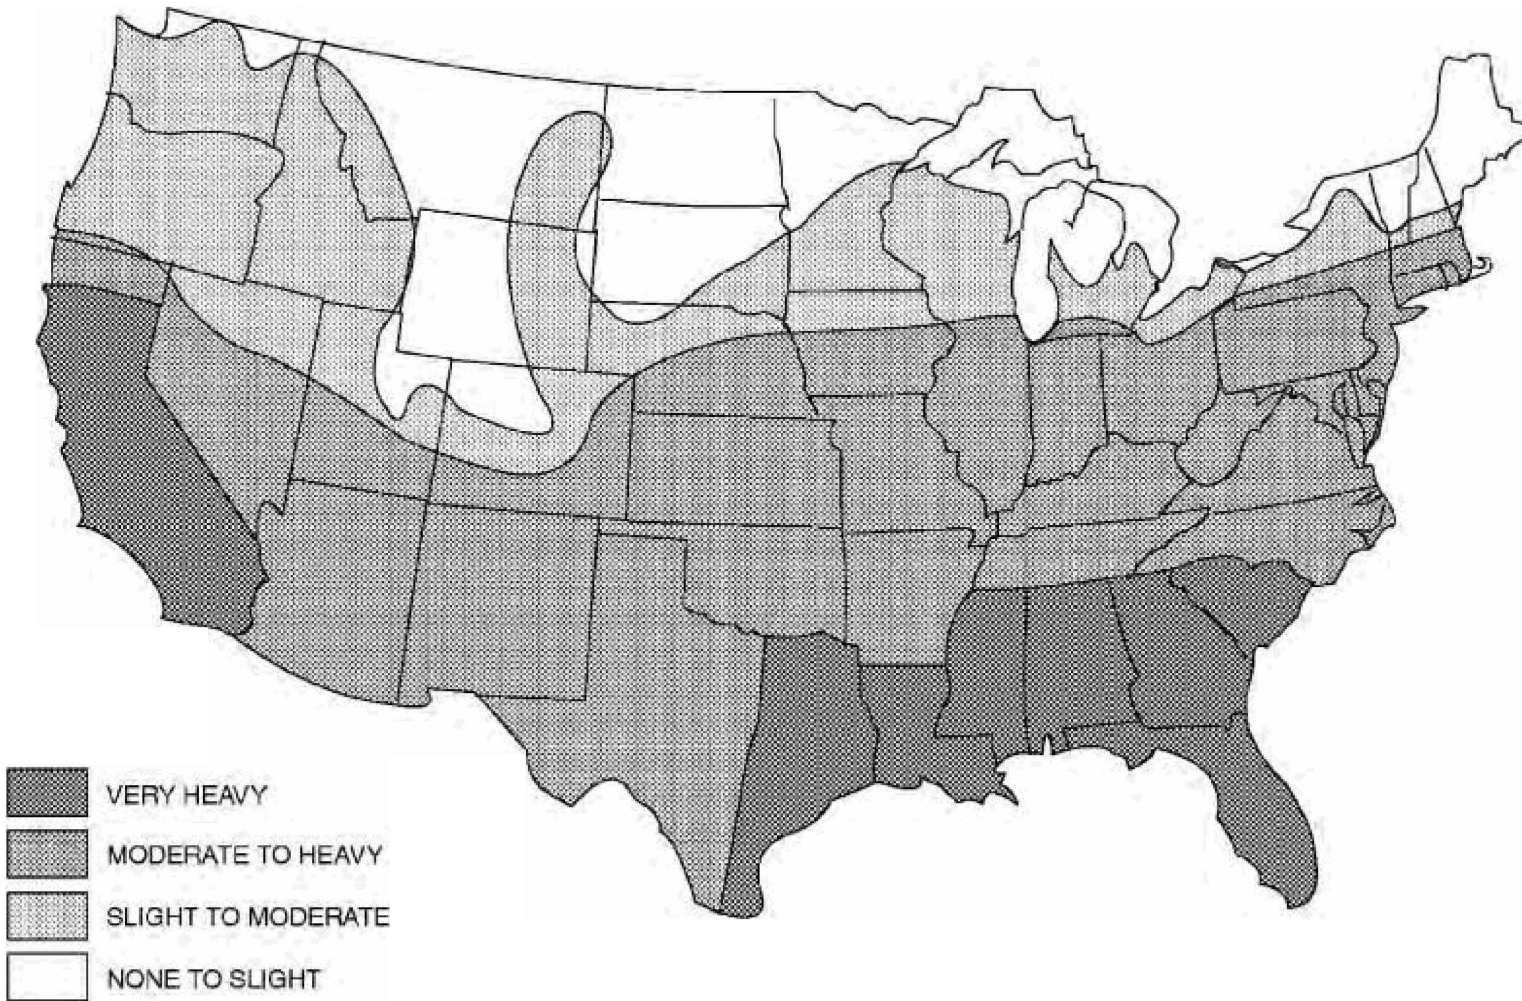 VERY HEAVY
MODERATE TO HEAVY
SLIGHT TO MODERATE
NONE TO SLIGHT